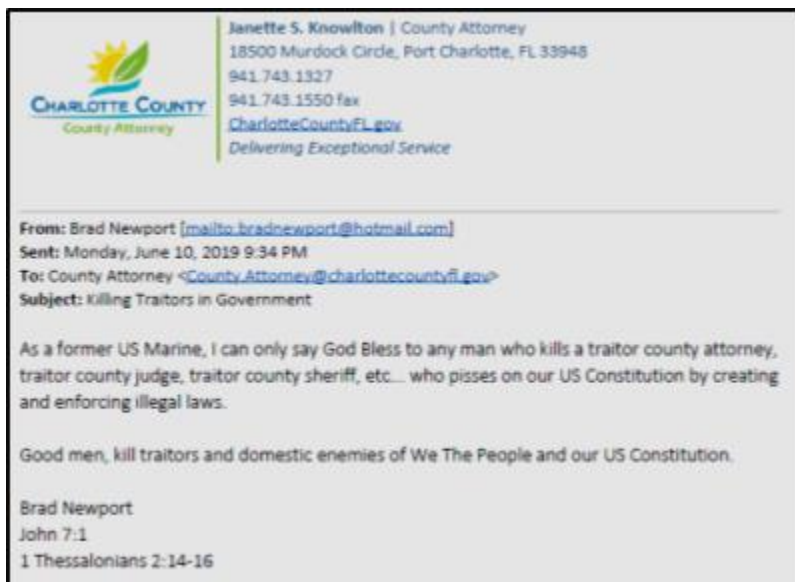 Janette S. Knowlton | County Attorney
18500 Murdock Circle, Port Charlotte, FL 33948
941.743.1327
941.743.1550 fax
CharlotteCountyFL.gov
Delivering Exceptional Service
CHARLOTTE COUNTY
County Attorney
From: Brad Newport [mailto:bradnewport@hotmail.com]
Sent: Monday, June 10, 2019 9:34 PM
To: County Attorney <County.Attorney@charlottecountyfl.gov>
Subject: Killing Traitors in Government
As a former US Marine, I can only say God Bless to any man who kills a traitor county attorney,
traitor county judge, traitor county sheriff, etc... who pisses on our US Constitution by creating
and enforcing illegal laws.
Good men, kill traitors and domestic enemies of We The People and our US Constitution.
Brad Newport
John 7:1
1 Thessalonians 2:14-16